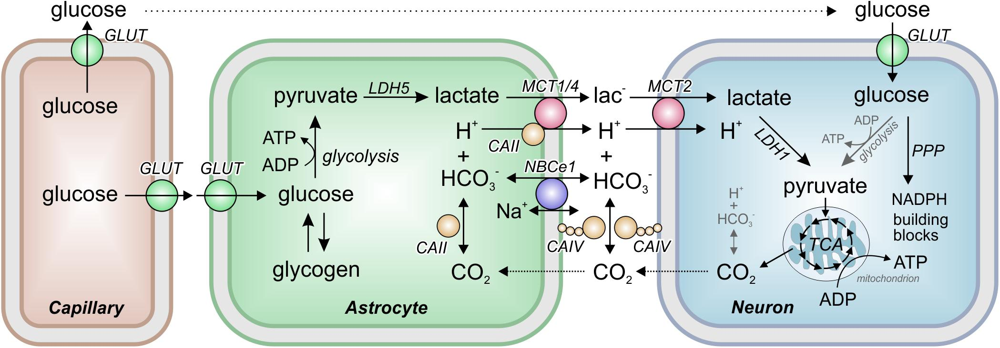 glucose
GLUT
glucose
glucose
GLUT
Capillary
GLUT
pyruvate
LDH5
lactate
ATP
ADP
glycolysis
glucose
glycogen
Astrocyte
H⁺
+
HCO₃⁻
CAII
CO₂
CAII
MCT1/4
NBCe1
Na⁺
lac⁻
H⁺
+
HCO₃⁻
CAIV
CAIV
CO₂
MCT2
glucose
GLUT
glucose
lactate
H⁺
LDH1
ADP
ATP
glycolysis
PPP
pyruvate
NADPH
building
blocks
H⁺
+
HCO₃⁻
CO₂
TCA
ATP
mitochondrion
ADP
Neuron